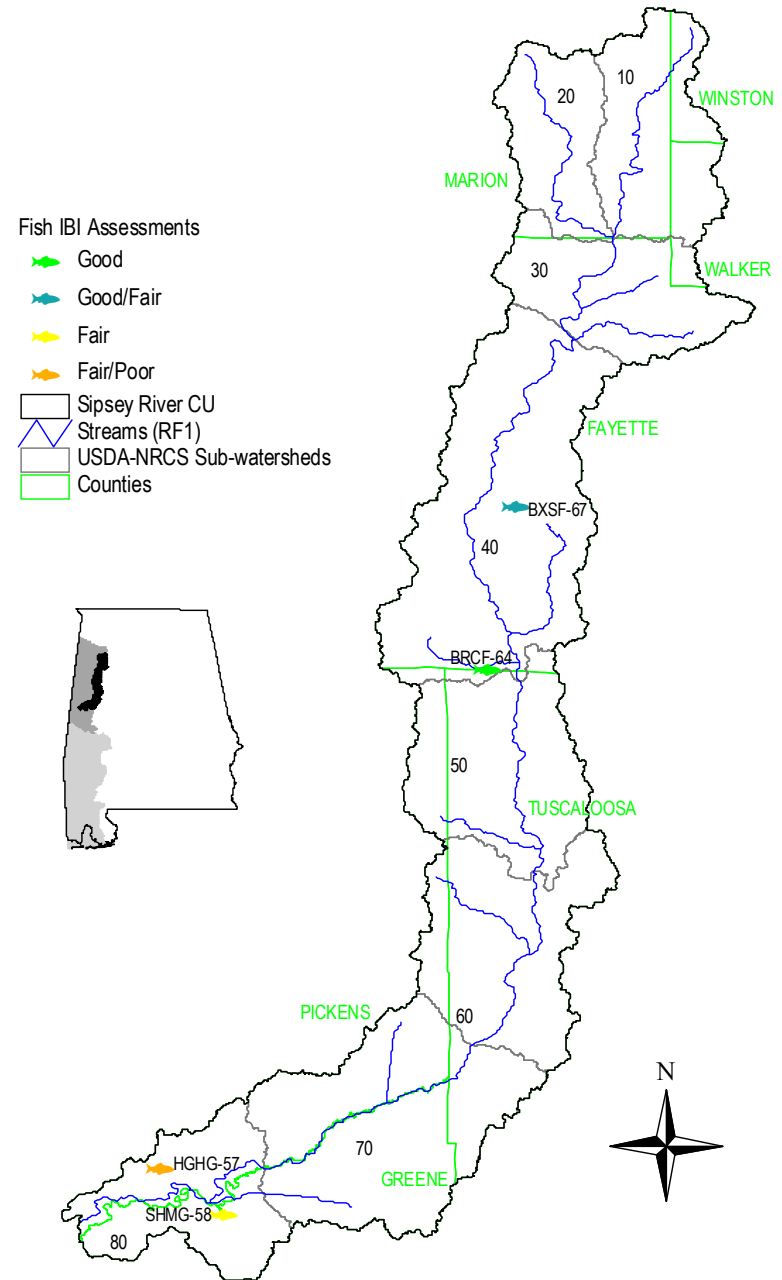 20
10
WINSTON
MARION
Fish IBI Assessments
Good
Good/Fair
Fair
Fair/Poor
Sipsey River CU
Streams (RF1)
USDA-NRCS Sub-watersheds
Counties
30
WALKER
FAYETTE
BXSF-67
40
BRCF-64
50
TUSCALOOSA
PICKENS
60
N
70
HGHG-57
GREENE
SHMG-58
80